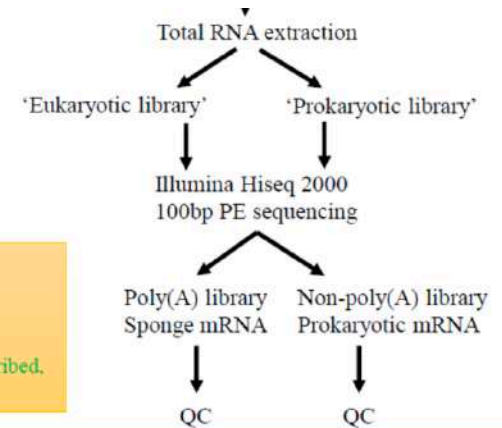 Total RNA extraction
'Eukaryotic library'
'Prokaryotic library'
Illumina Hiseq 2000
100bp PE sequencing
Poly(A) library
Sponge mRNA
Non-poly(A) library
Prokaryotic mRNA
ribed,
QC
QC